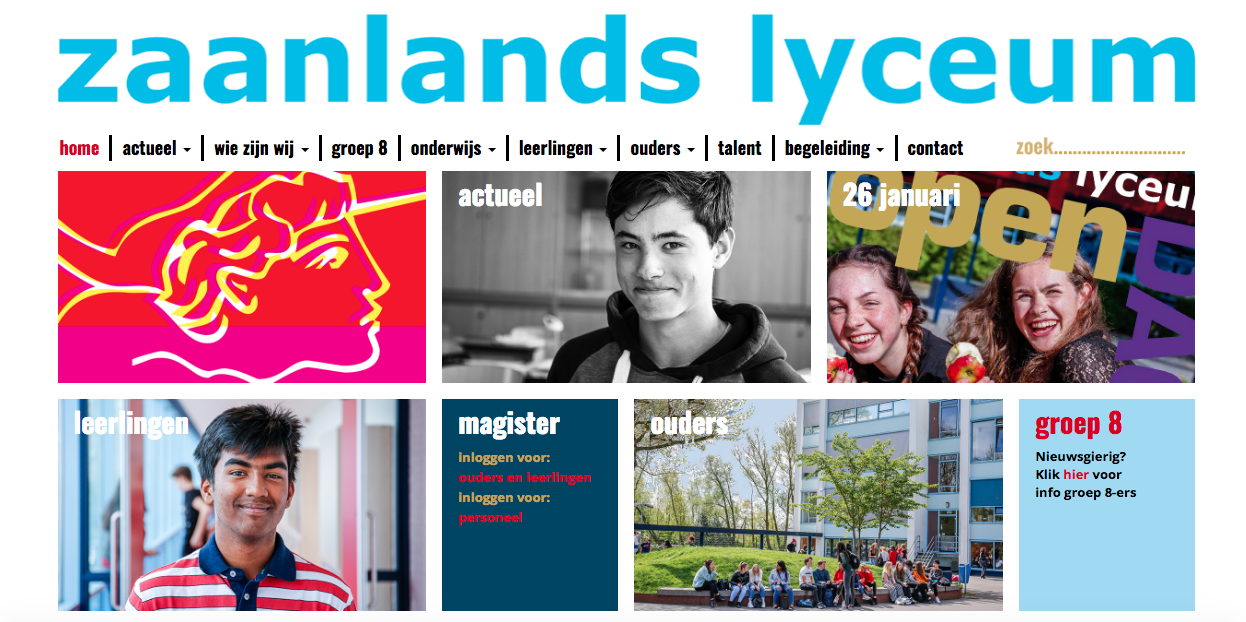 zaanlands lyceum
home
actueel
wie zijn wij
groep 8
onderwijs
leerlingen
ouders
talent
begeleiding
contact
zoek............................
actueel
26 januari
open
lyceu
DA
leerlingen
magister
inloggen voor:
ouders en leerlingen
inloggen voor:
personeel
ouders
groep 8
Nieuwsgierig?
Klik hier voor
info groep 8-ers